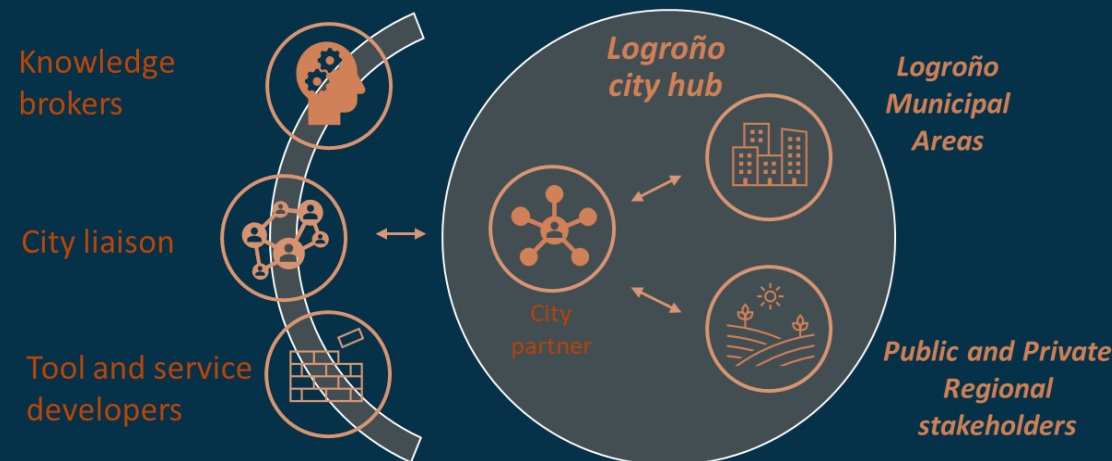 Knowledge
brokers
City liaison
Tool and service
developers
Logroño
city hub
City
partner
Logroño
Municipal
Areas
Public and Private
Regional
stakeholders